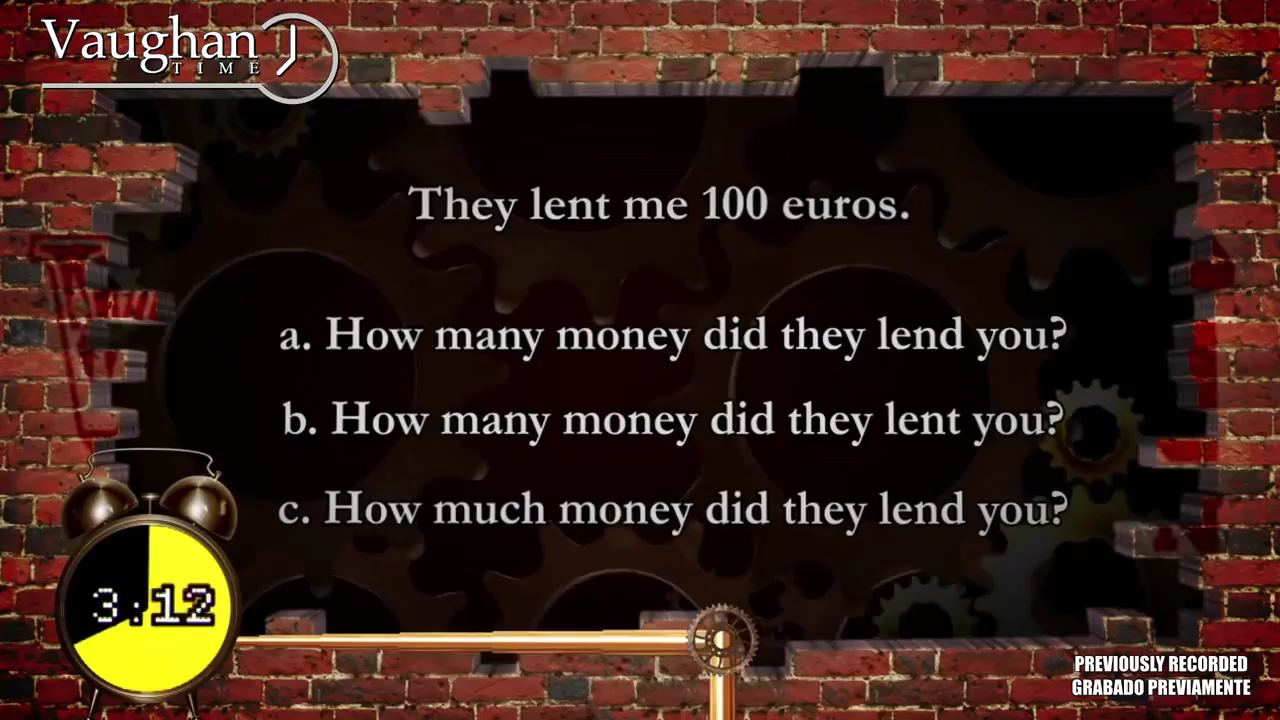 Vaughan
TIME
They lent me 100 euros.
a. How many money did they lend you?
b. How many money did they lent you?
c. How much money did they lend you?
3:12
PREVIOUSLY RECORDED
GRABADO PREVIAMENTE